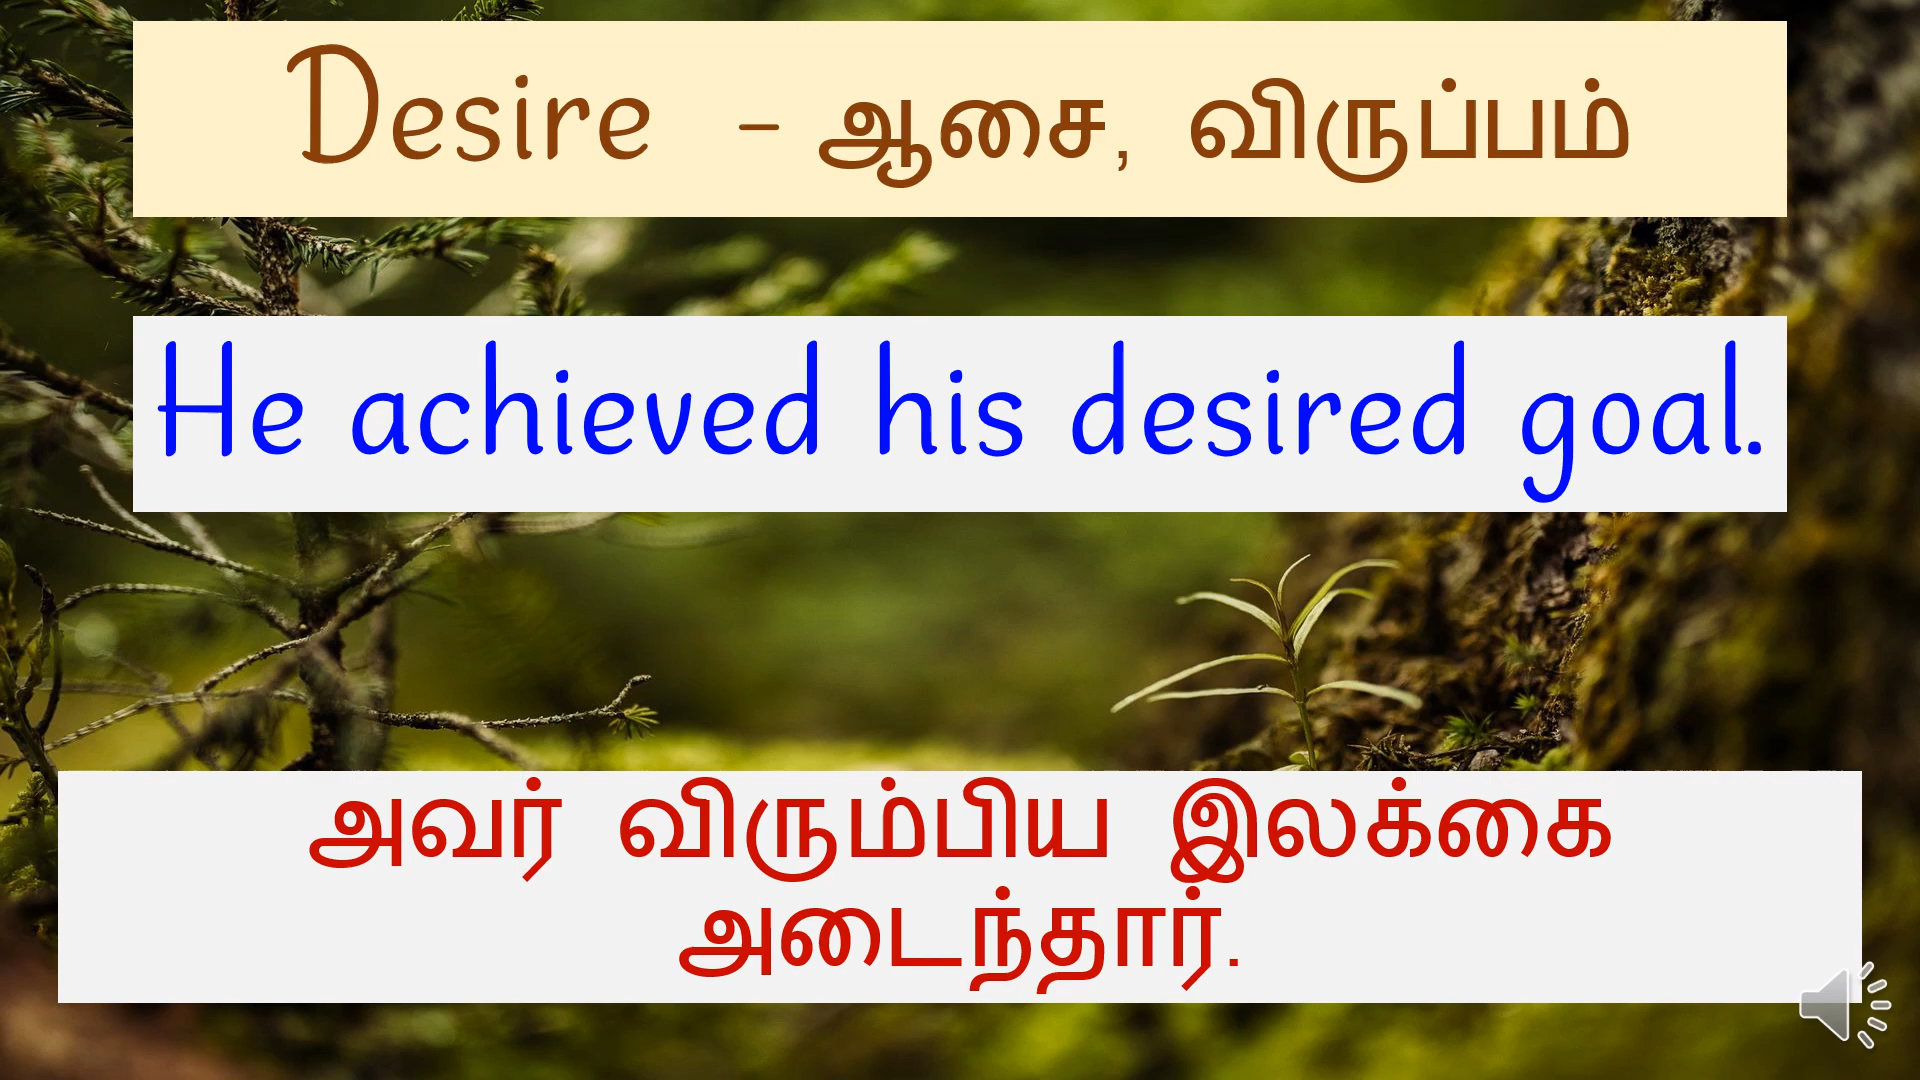 Desire - ஆசை, விருப்பம்
He achieved his desired goal.
அவர் விரும்பிய இலக்கை
அடைந்தார்.